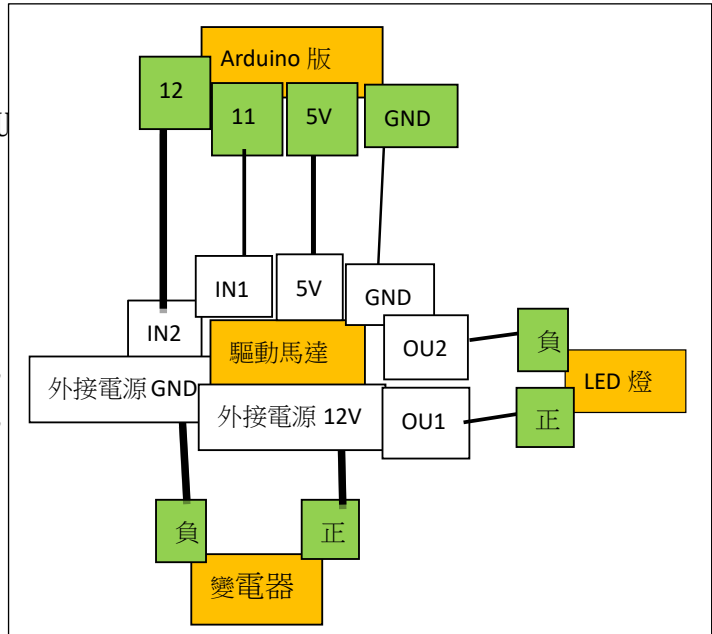 Arduino 版
12
11
5V
GND
U
IN1
5V
GND
IN2
驅動馬達
OU2
負
LED 燈
外接電源 GND
外接電源 12V
OU1
正
負
正
變電器